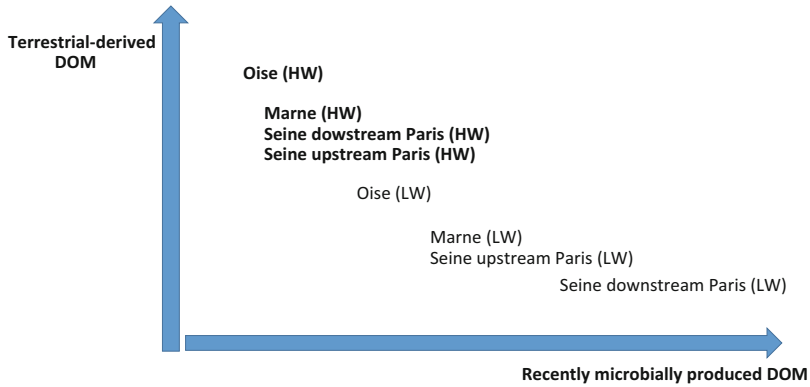 Terrestrial-derived
DOM
Oise (HW)
Marne (HW)
Seine dowstream Paris (HW)
Seine upstream Paris (HW)
Oise (LW)
Marne (LW)
Seine upstream Paris (LW)
Seine downstream Paris (LW)
Recently microbially produced DOM